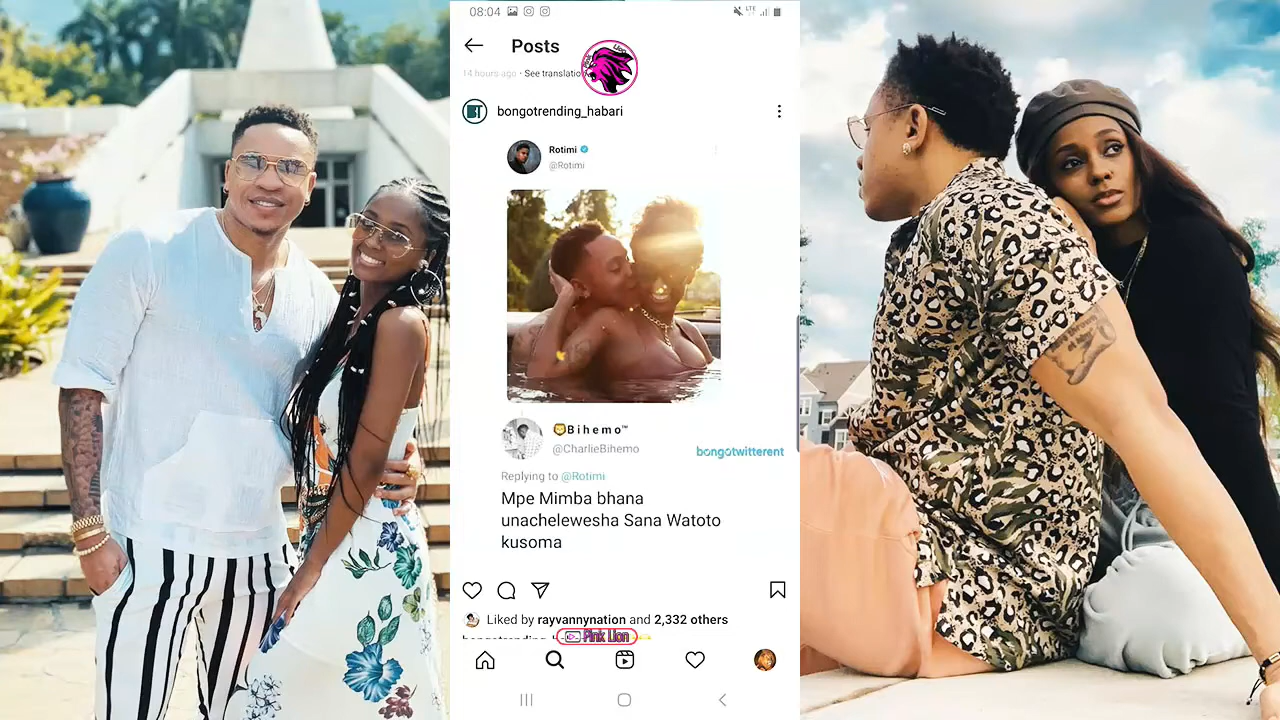 08:04
LTE
Posts
14 hours ago · See translatio
bongotrending_habari
Rotimi
@Rotimi
Bihemo™
@CharlieBihemo
bongotwitterent
Replying to @Rotimi
Mpe Mimba bhana
unachelewesha Sana Watoto
kusoma
Liked by rayvannynation and 2,332 others
Pink Lion